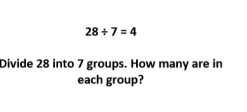 28 ÷ 7 = 4
Divide 28 into 7 groups. How many are in
each group?